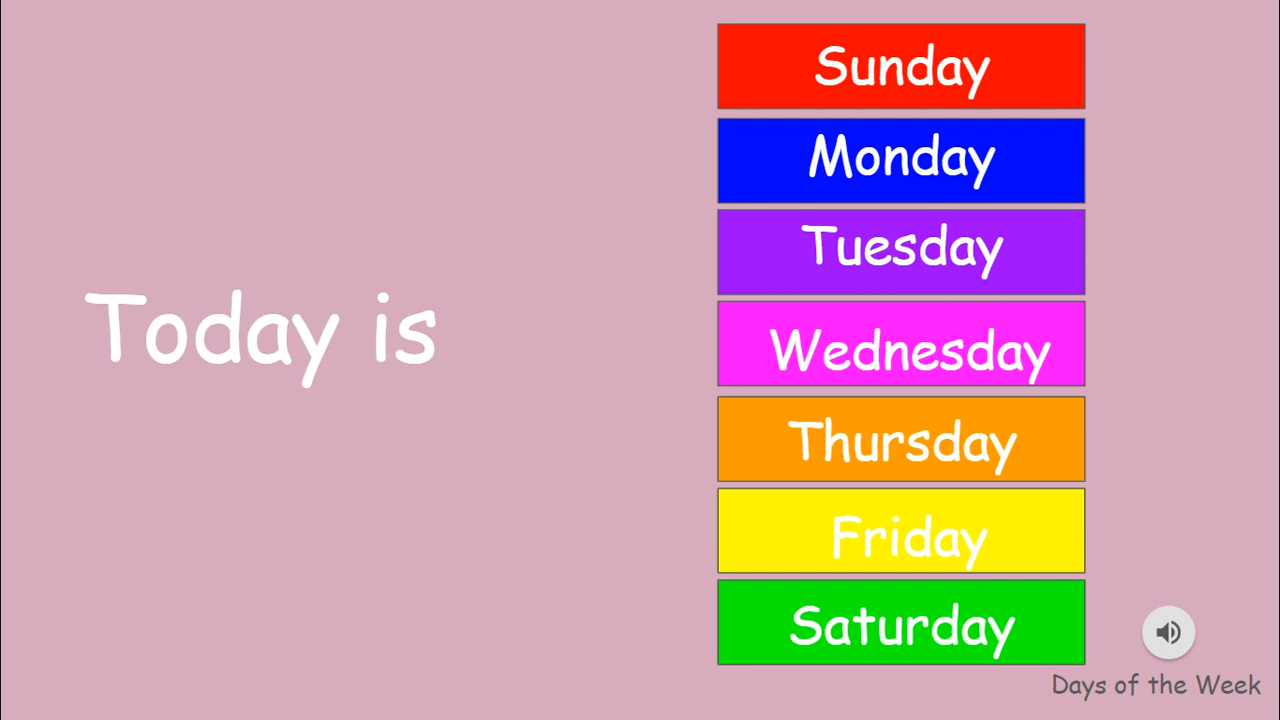 Today is
Sunday
Monday
Tuesday
Wednesday
Thursday
Friday
Saturday
Days of the Week